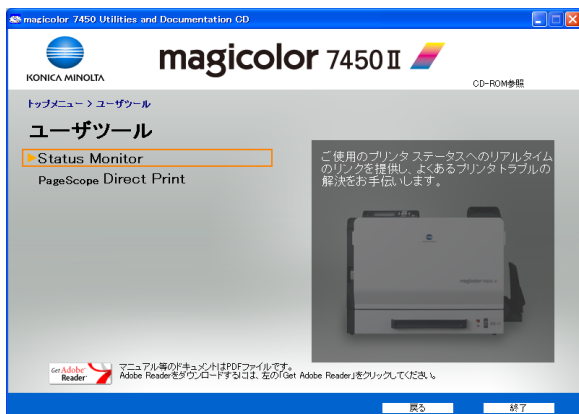 magicolor 7450 Utilities and Documentation CD
KONICA MINOLTA
magicolor 7450 II
CD-ROM参照
トップメニュー > ユーザツール
ユーザツール
Status Monitor
PageScope Direct Print
ご使用のプリンタ ステータスへのリアルタイム
のリンクを提供し、よくあるプリンタトラブルの
解決をお手伝いします。
Get Adobe
Reader
マニュアル等のドキュメントはPDFファイルです。
Adobe Readerをダウンロードするには、左の「Get Adobe Reader」をクリックしてください。
戻る
終了